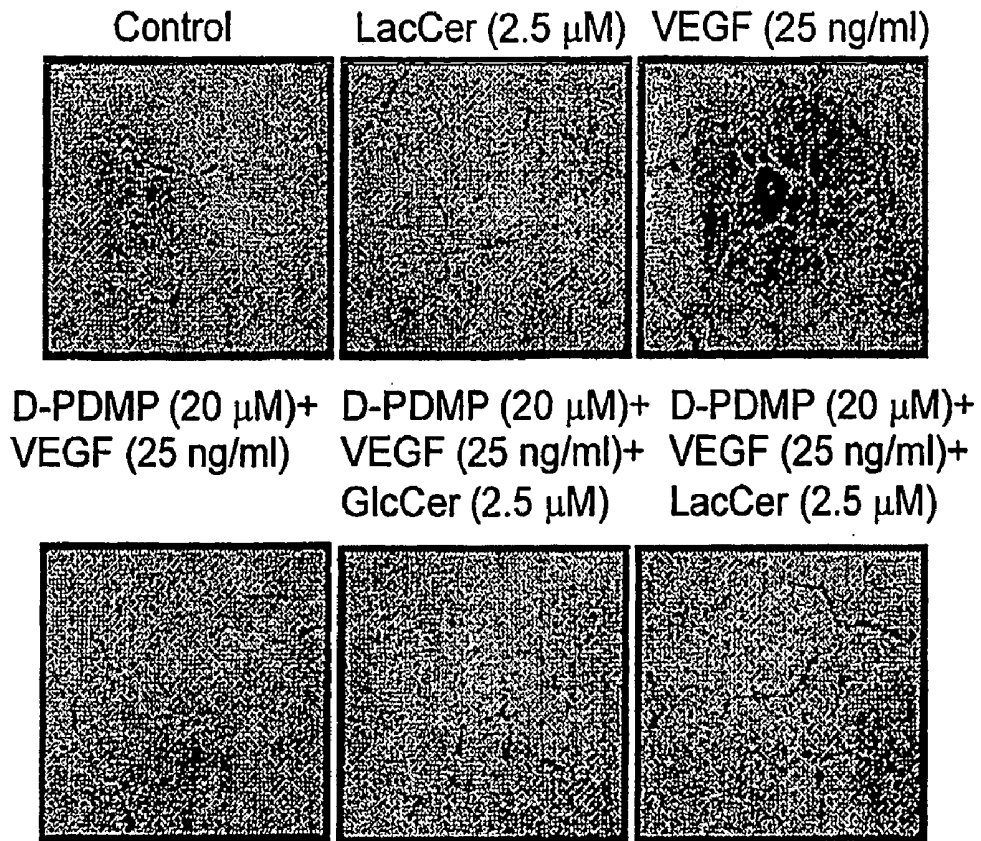 Control
LacCer (2.5 μM)
VEGF (25 ng/ml)
D-PDMP (20 μM)+
VEGF (25 ng/ml)
D-PDMP (20 μM)+
VEGF (25 ng/ml)+
GlcCer (2.5 μM)
D-PDMP (20 μM)+
VEGF (25 ng/ml)+
LacCer (2.5 μM)